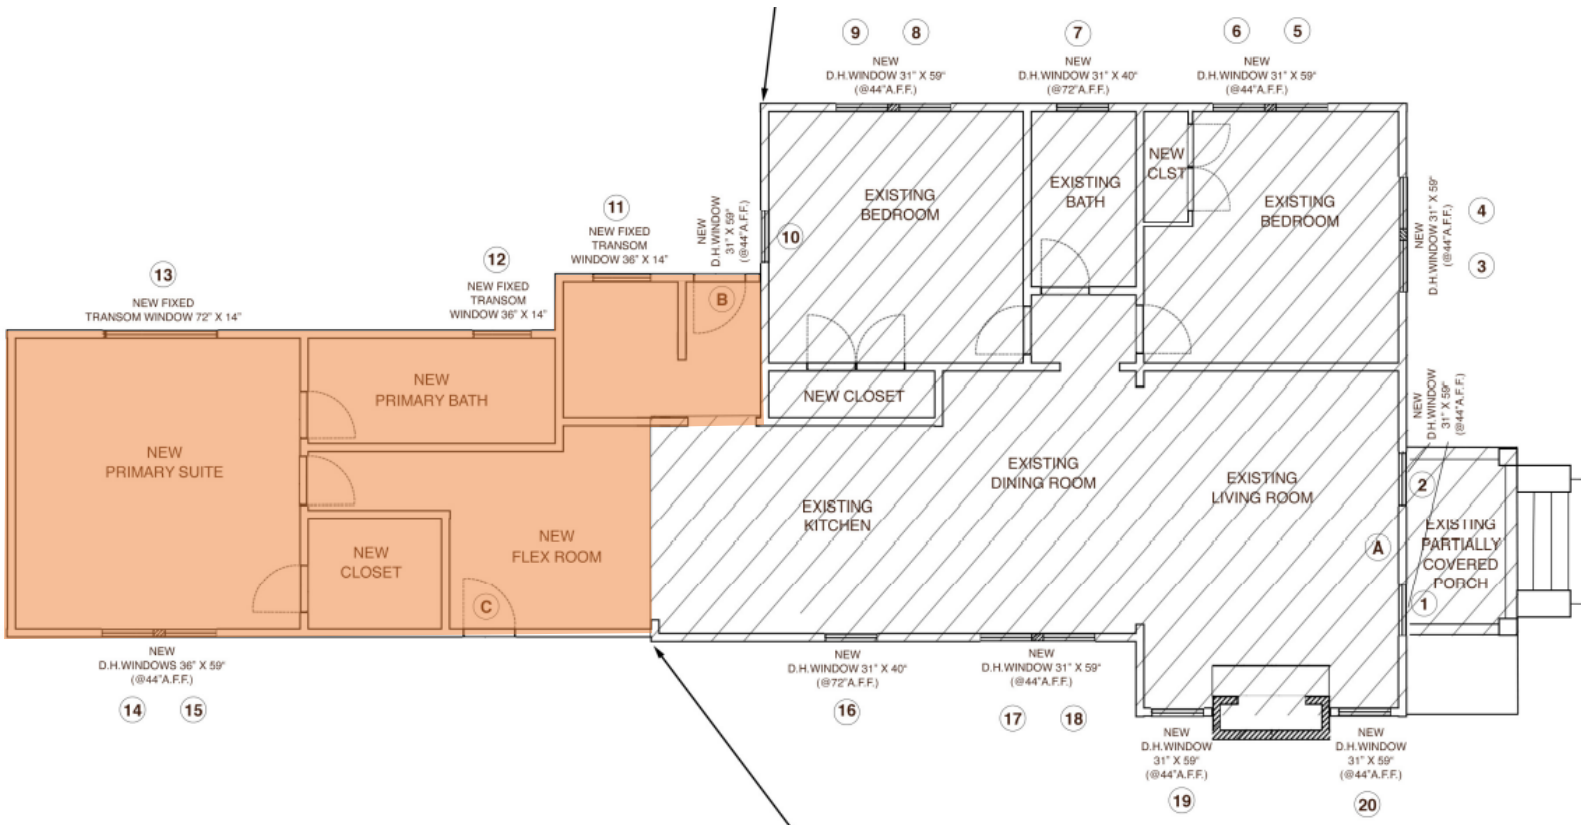 9 8
NEW
D.H.WINDOW 31" X 59"
(@44"A.F.F.)
7
NEW
D.H.WINDOW 31" X 40"
(@72"A.F.F.)
6 5
NEW
D.H.WINDOW 31" X 59"
(@44"A.F.F.)
EXISTING
BEDROOM
EXISTING
BATH
NEW
CLST
EXISTING
BEDROOM
NEW
D.H.WINDOW 31" X 59"
(@44"A.F.F.)
4
3
11
NEW FIXED
TRANSOM
WINDOW 36" X 14"
NEW
D.H.WINDOW
31" X 59"
(@44"A.F.F.)
10
12
NEW FIXED
TRANSOM
WINDOW 36" X 14"
13
NEW FIXED
TRANSOM WINDOW 72" X 14"
B
NEW
PRIMARY BATH
NEW CLOSET
NEW
D.H.WINDOW
31" X 59"
(@44"A.F.F.)
NEW
PRIMARY SUITE
EXISTING
KITCHEN
EXISTING
DINING ROOM
EXISTING
LIVING ROOM
2
A
EXISTING
PARTIALLY
COVERED
PORCH
1
NEW
CLOSET
NEW
FLEX ROOM
C
NEW
D.H.WINDOWS 36" X 59"
(@44"A.F.F.)
14 15
NEW
D.H.WINDOW 31" X 40"
(@72"A.F.F.)
16
NEW
D.H.WINDOW 31" X 59"
(@44"A.F.F.)
17 18
NEW
D.H.WINDOW
31" X 59"
(@44"A.F.F.)
19
NEW
D.H.WINDOW
31" X 59"
(@44"A.F.F.)
20